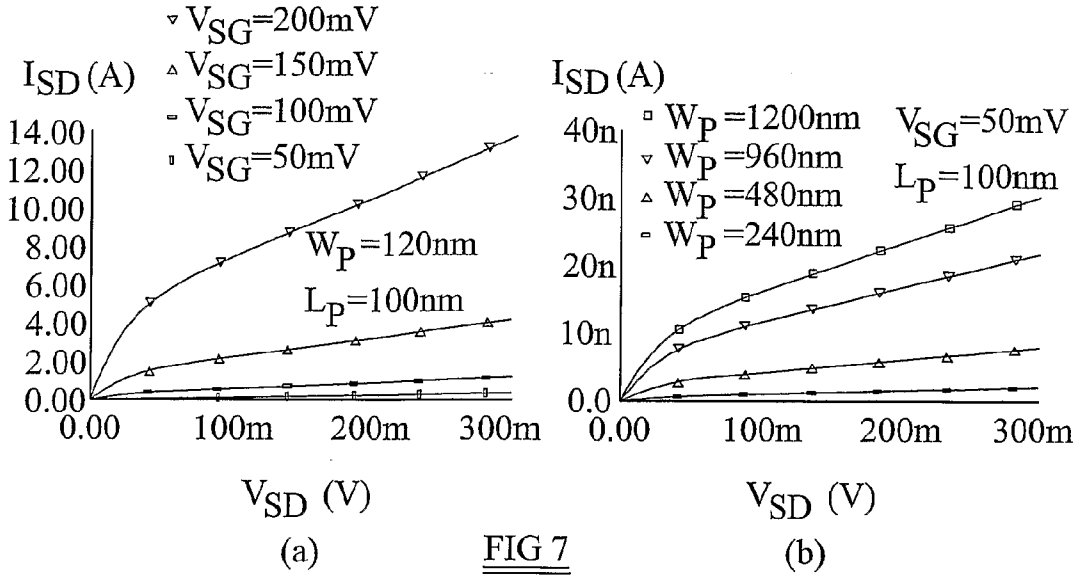 ▿ V_SG=200mV
▵ V_SG=150mV
- V_SG=100mV
▯ V_SG=50mV
I_SD (A)
14.00
12.00
10.00
8.00
6.00
4.00
2.00
0.00
W_P=120nm
L_P=100nm
0.00 100m 200m 300m
V_SD (V)
(a)
I_SD (A)
40n
30n
20n
10n
0.0
□ W_P=1200nm
▿ W_P=960nm
▵ W_P=480nm
- W_P=240nm
V_SG=50mV
L_P=100nm
0.00 100m 200m 300m
V_SD (V)
(b)
FIG 7